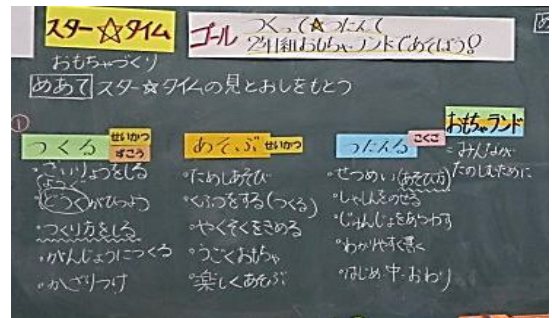 スター☆タイム
ゴール つくって☆つたえて
2年1組おもちゃランドであそぼう!
おもちゃづくり
めあて スター☆タイムの見とおしをもとう
①
つくる せいかつ ずこう
・ざいりょうをしる
・どうぐ がひつよう
・つくり方をしる
・がんじょうにつくる
・かざりつけ
あそぶ せいかつ
・ためしあそび
・くふうをする(つくる)
・やくそくをきめる
・うごくおもちゃ
・楽しくあそぶ
つたえる こくご
・せつめい(あそび方)
・しゃしんをのせる
・じゅんじょをあらわす
・わかりやすく書く
・はじめ・中・おわり
おもちゃランド
=みんなが
たのしむために